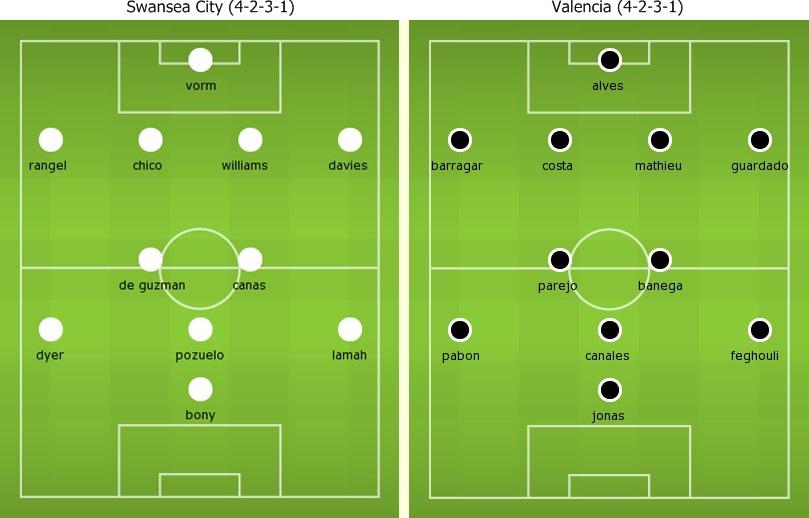 Swansea City (4-2-3-1)
vorm
rangel chico williams davies
de guzman canas
dyer pozuelo lamah
bony
Valencia (4-2-3-1)
alves
barragar costa mathieu guardado
parejo banega
pabon canales feghouli
jonas